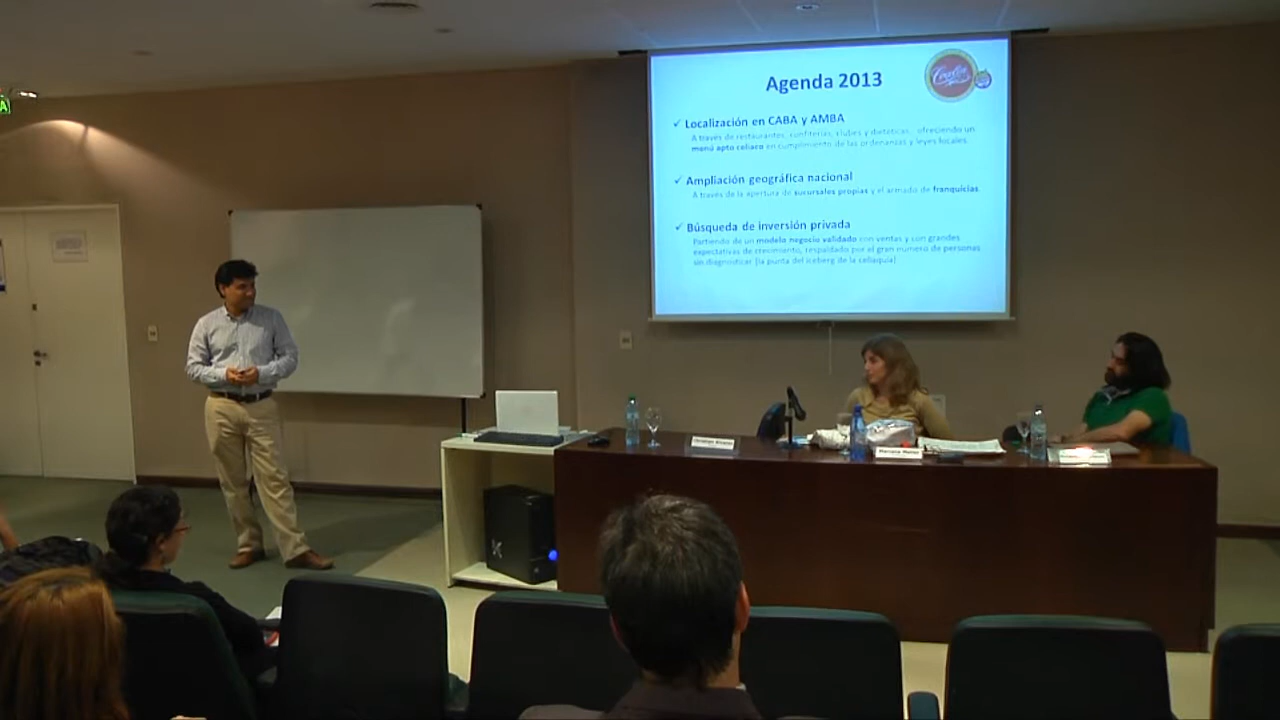 Agenda 2013
✓ Localización en CABA y AMBA
A través de restaurantes, confiterías, clubes y dietéticas, ofreciendo un
menú apto celíaco en cumplimiento de las ordenanzas y leyes locales.
✓ Ampliación geográfica nacional
A través de la apertura de sucursales propias y el armado de franquicias.
✓ Búsqueda de inversión privada
Partiendo de un modelo negocio validado con ventas y con grandes
expectativas de crecimiento, respaldado por el gran número de personas
sin diagnosticar (la punta del iceberg de la celiaquía)